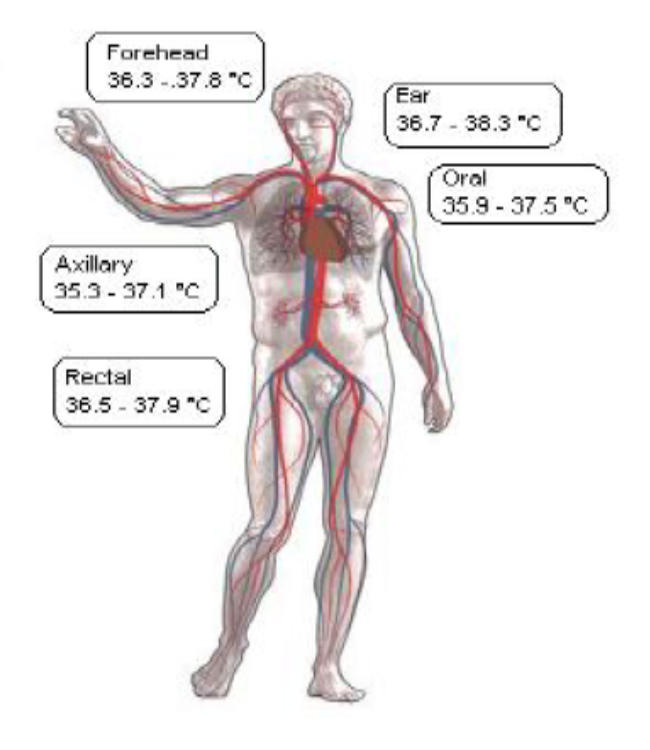 Forehead
36.3 -.37.8 °C
Ear
36.7 - 38.3 °C
Oral
35.9 - 37.5 °C
Axillary
35.3 - 37.1 °C
Rectal
36.5 - 37.9 °C